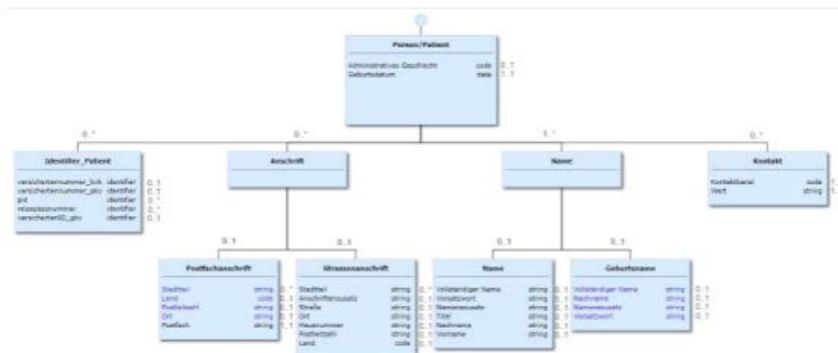 Person/Patient
Administratives Geschlecht code 0..1
Geburtsdatum date 1..1
0..* 0..* 1..* 0..*
Identifier_Patient
versichertennummer_kvk identifier 0..1
versichertennummer_pkv identifier 0..1
pid identifier 0..*
reisepassnummer identifier 0..*
versichertenID_gkv identifier 0..1
Anschrift
Name
Kontakt
Kontaktkanal code 1..
Wert string 1..
0..1 0..1 0..1 0..1
Postfachanschrift
Stadtteil string 0..*
Land code 0..1
Postleitzahl string 0..1
Ort string 0..1
Postfach string 1..1
Strassenanschrift
Stadtteil string 0..*
Anschriftenzusatz string 0..1
Straße string 0..1
Ort string 0..1
Hausnummer string 0..1
Postleitzahl string 0..1
Land code 0..1
Name
Vollständiger Name string 0..1
Vorsatzwort string 0..1
Namenszusatz string 0..1
Titel string 0..1
Nachname string 0..1
Vorname string 0..1
Geburtsname
Vollständiger Name string 0..1
Nachname string 0..1
Namenszusatz string 0..1
Vorsatzwort string 0..1